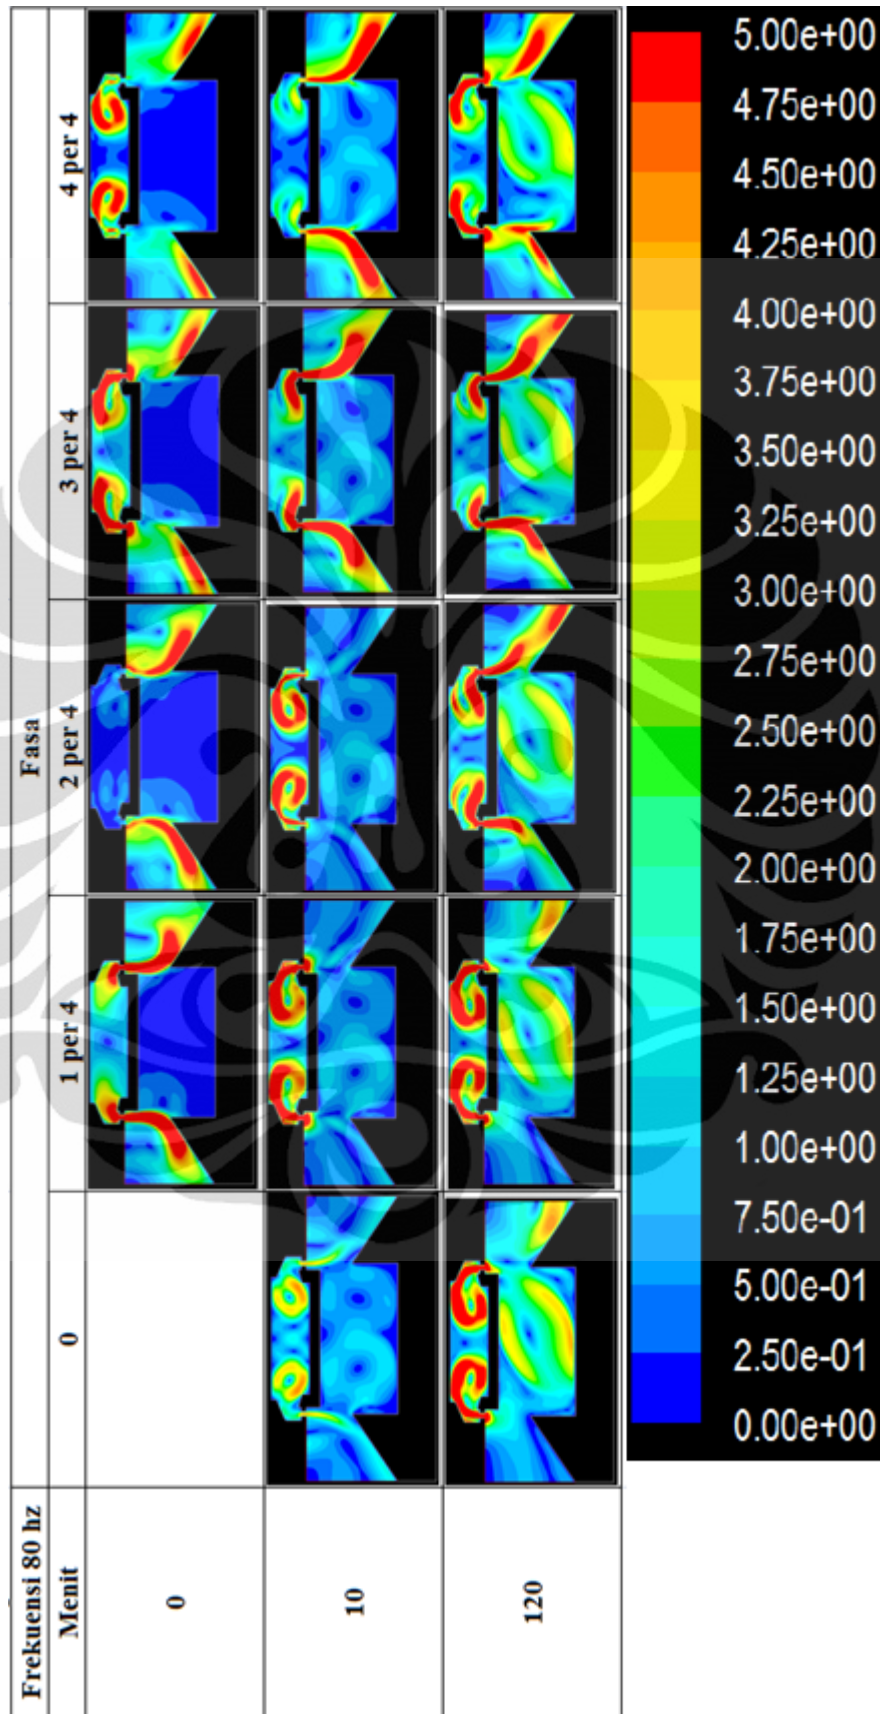 Frekuensi 80 hz
Fasa
Menit
0
1 per 4
2 per 4
3 per 4
4 per 4
0
10
120
5.00e+00
4.75e+00
4.50e+00
4.25e+00
4.00e+00
3.75e+00
3.50e+00
3.25e+00
3.00e+00
2.75e+00
2.50e+00
2.25e+00
2.00e+00
1.75e+00
1.50e+00
1.25e+00
1.00e+00
7.50e-01
5.00e-01
2.50e-01
0.00e+00